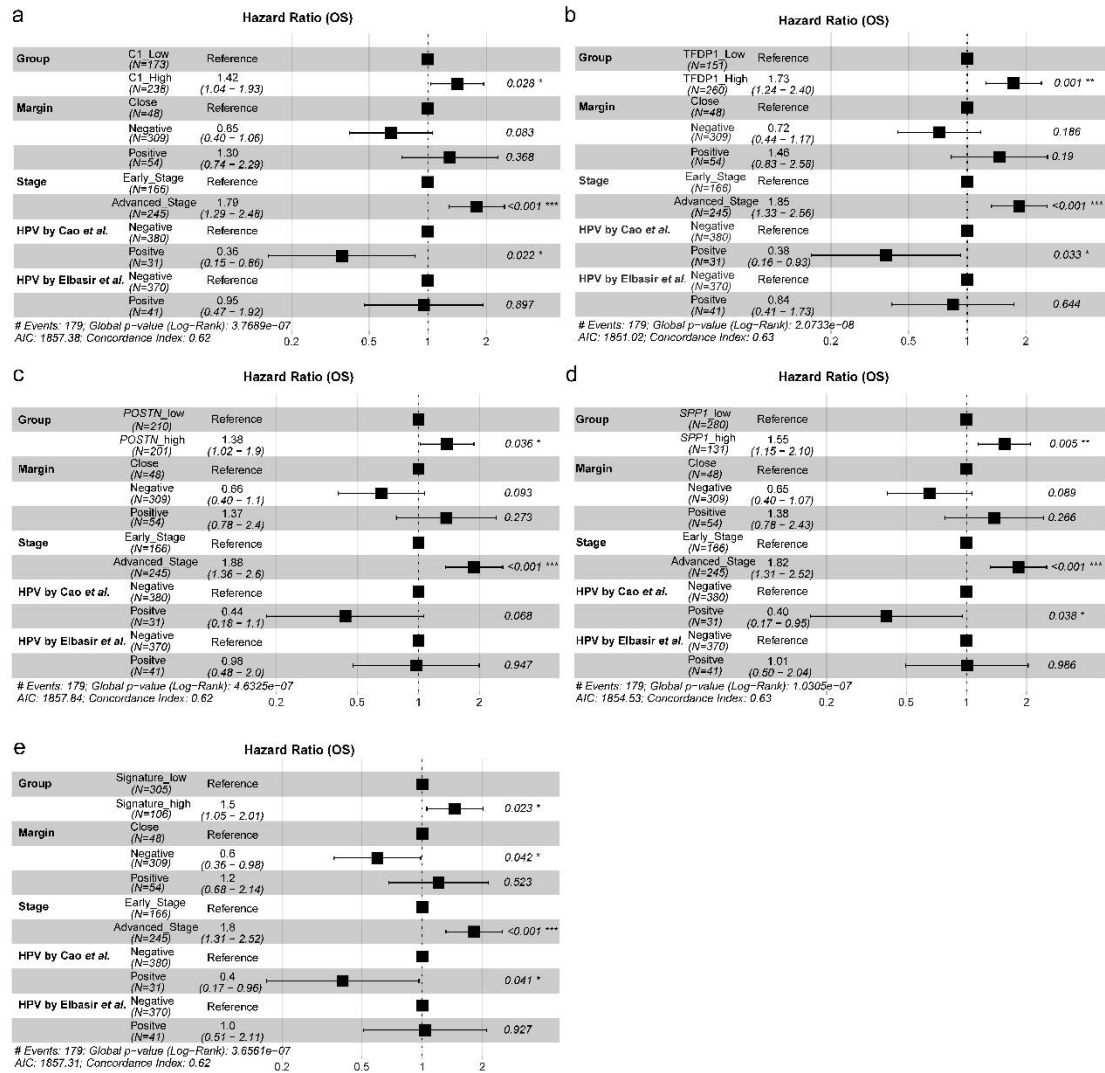 a
Hazard Ratio (OS)
Group
C1_Low
(N=173)
Reference
C1_High
(N=238)
1.42
(1.04 − 1.93)
0.028 *
Margin
Close
(N=48)
Reference
Negative
(N=309)
0.65
(0.40 − 1.06)
0.083
Positive
(N=54)
1.30
(0.74 − 2.29)
0.368
Stage
Early_Stage
(N=166)
Reference
Advanced_Stage
(N=245)
1.79
(1.29 − 2.48)
<0.001 ***
HPV by Cao et al.
Negative
(N=380)
Reference
Positve
(N=31)
0.36
(0.15 − 0.86)
0.022 *
HPV by Elbasir et al.
Negative
(N=370)
Reference
Positve
(N=41)
0.95
(0.47 − 1.92)
0.897
# Events: 179; Global p-value (Log-Rank): 3.7689e-07
AIC: 1857.38; Concordance Index: 0.62
0.2
0.5
1
2
b
Hazard Ratio (OS)
Group
TFDP1_Low
(N=151)
Reference
TFDP1_High
(N=260)
1.73
(1.24 − 2.40)
0.001 **
Margin
Close
(N=48)
Reference
Negative
(N=309)
0.72
(0.44 − 1.17)
0.186
Positive
(N=54)
1.46
(0.83 − 2.58)
0.19
Stage
Early_Stage
(N=166)
Reference
Advanced_Stage
(N=245)
1.85
(1.33 − 2.56)
<0.001 ***
HPV by Cao et al.
Negative
(N=380)
Reference
Positve
(N=31)
0.38
(0.16 − 0.93)
0.033 *
HPV by Elbasir et al.
Negative
(N=370)
Reference
Positve
(N=41)
0.84
(0.41 − 1.73)
0.644
# Events: 179; Global p-value (Log-Rank): 2.0733e-08
AIC: 1851.02; Concordance Index: 0.63
0.2
0.5
1
2
c
Hazard Ratio (OS)
Group
POSTN_low
(N=210)
Reference
POSTN_high
(N=201)
1.38
(1.02 − 1.9)
0.036 *
Margin
Close
(N=48)
Reference
Negative
(N=309)
0.66
(0.40 − 1.1)
0.093
Positive
(N=54)
1.37
(0.78 − 2.4)
0.273
Stage
Early_Stage
(N=166)
Reference
Advanced_Stage
(N=245)
1.88
(1.36 − 2.6)
<0.001 ***
HPV by Cao et al.
Negative
(N=380)
Reference
Positve
(N=31)
0.44
(0.18 − 1.1)
0.068
HPV by Elbasir et al.
Negative
(N=370)
Reference
Positve
(N=41)
0.98
(0.48 − 2.0)
0.947
# Events: 179; Global p-value (Log-Rank): 4.6325e-07
AIC: 1857.84; Concordance Index: 0.62
0.2
0.5
1
2
d
Hazard Ratio (OS)
Group
SPP1_low
(N=280)
Reference
SPP1_high
(N=131)
1.55
(1.15 − 2.10)
0.005 **
Margin
Close
(N=48)
Reference
Negative
(N=309)
0.65
(0.40 − 1.07)
0.089
Positive
(N=54)
1.38
(0.78 − 2.43)
0.266
Stage
Early_Stage
(N=166)
Reference
Advanced_Stage
(N=245)
1.82
(1.31 − 2.52)
<0.001 ***
HPV by Cao et al.
Negative
(N=380)
Reference
Positve
(N=31)
0.40
(0.17 − 0.95)
0.038 *
HPV by Elbasir et al.
Negative
(N=370)
Reference
Positve
(N=41)
1.01
(0.50 − 2.04)
0.986
# Events: 179; Global p-value (Log-Rank): 1.0305e-07
AIC: 1854.53; Concordance Index: 0.63
0.2
0.5
1
2
e
Hazard Ratio (OS)
Group
Signature_low
(N=305)
Reference
Signature_high
(N=106)
1.5
(1.05 − 2.01)
0.023 *
Margin
Close
(N=48)
Reference
Negative
(N=309)
0.6
(0.36 − 0.98)
0.042 *
Positive
(N=54)
1.2
(0.68 − 2.14)
0.523
Stage
Early_Stage
(N=166)
Reference
Advanced_Stage
(N=245)
1.8
(1.31 − 2.52)
<0.001 ***
HPV by Cao et al.
Negative
(N=380)
Reference
Positve
(N=31)
0.4
(0.17 − 0.96)
0.041 *
HPV by Elbasir et al.
Negative
(N=370)
Reference
Positve
(N=41)
1.0
(0.51 − 2.11)
0.927
# Events: 179; Global p-value (Log-Rank): 3.6561e-07
AIC: 1857.31; Concordance Index: 0.62
0.2
0.5
1
2